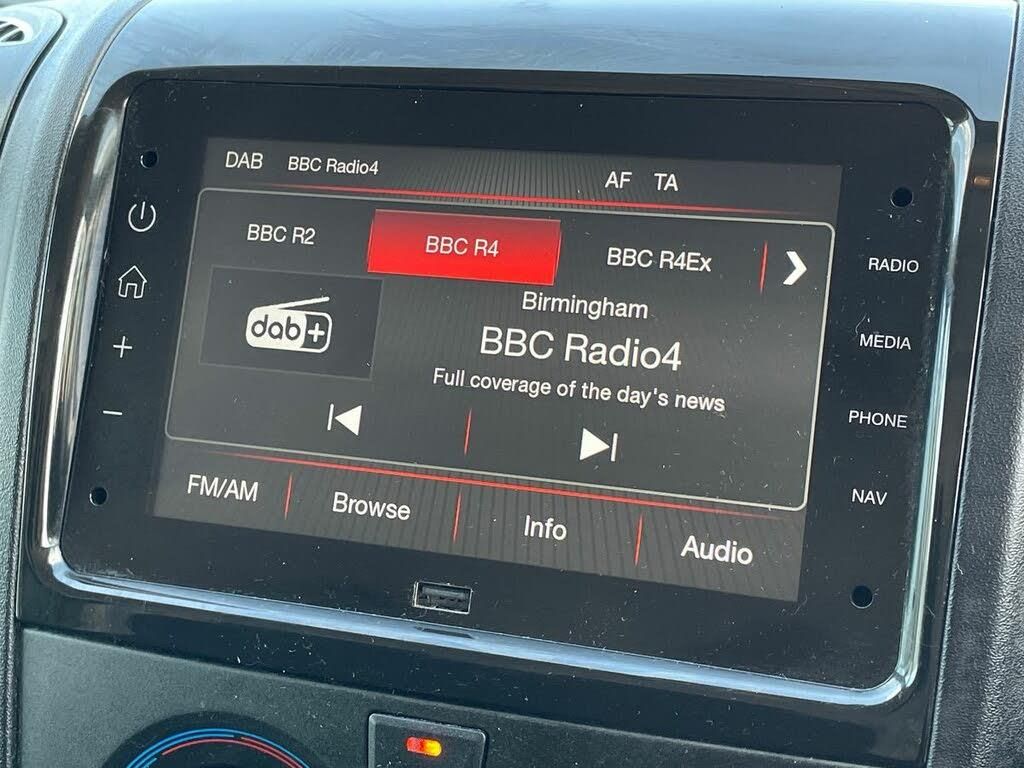 DAB BBC Radio4 AF TA
BBC R2 BBC R4 BBC R4Ex
RADIO
dab+
Birmingham
BBC Radio4
MEDIA
Full coverage of the day's news
PHONE
FM/AM Browse Info Audio
NAV